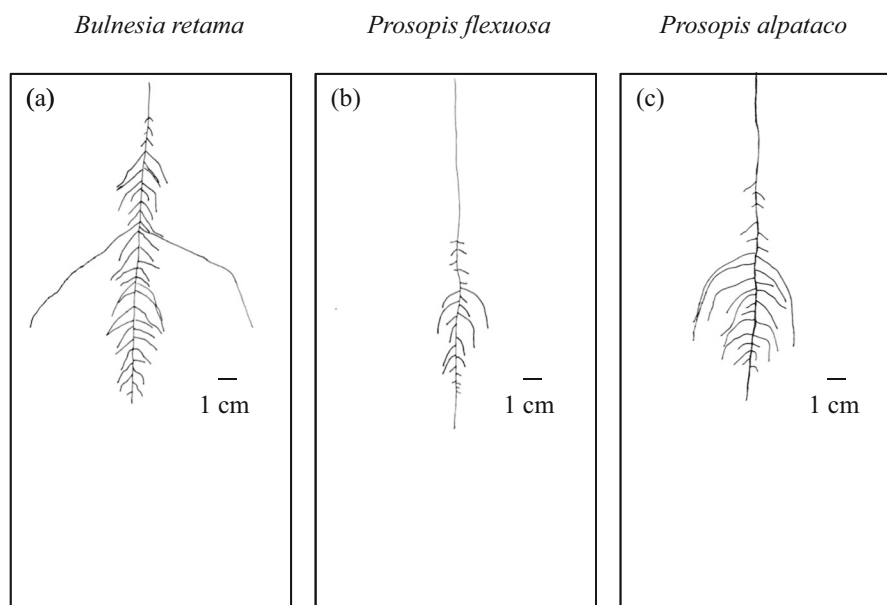 Bulnesia retama
Prosopis flexuosa
Prosopis alpataco
(a)
(b)
(c)
1 cm
1 cm
1 cm